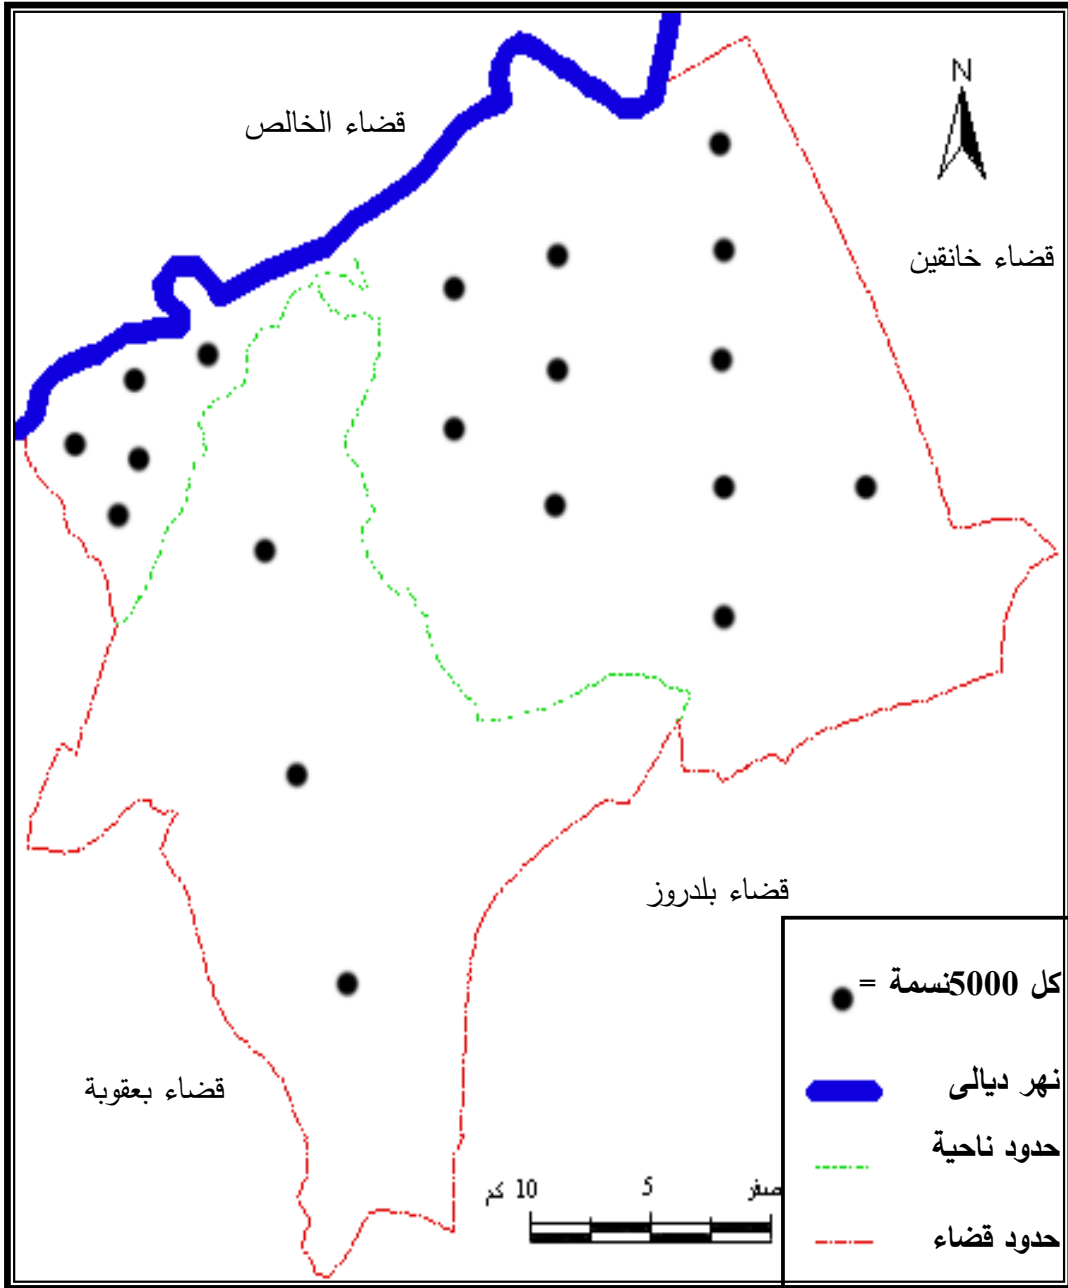 N
قضاء الخالص
قضاء خانقين
قضاء بلدروز
قضاء بعقوبة
كل 5000نسمة =
نهر ديالى
حدود ناحية
حدود قضاء
صفر 5 10 كم